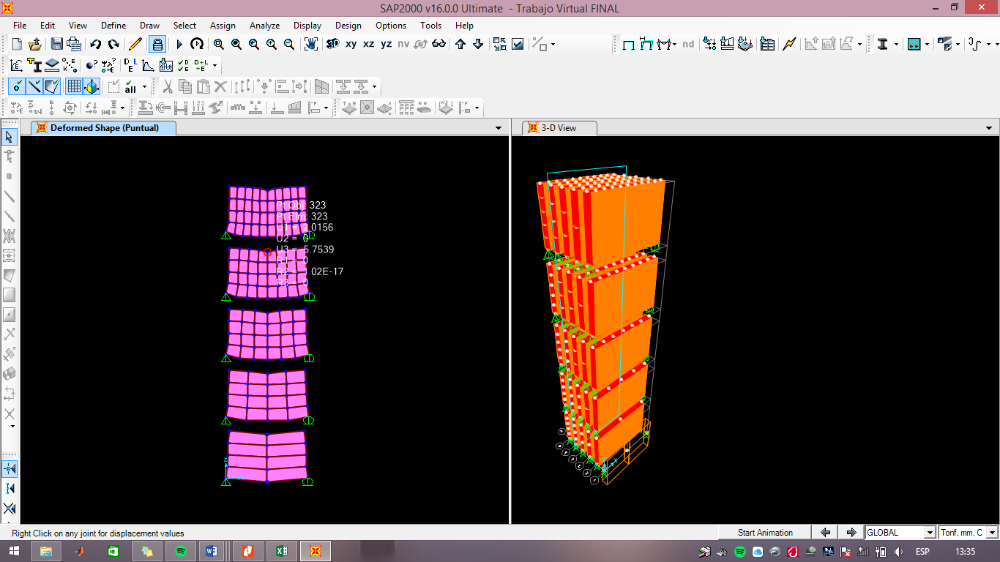 SAP2000 v16.0.0 Ultimate - Trabajo Virtual FINAL
File Edit View Define Draw Select Assign Analyze Display Design Options Tools Help
3D xy xz yz nv
nd
all
Deformed Shape (Puntual)
3-D View
Pt Obj: 323
Pt Elm: 323
U1 = 2.0156
U2 = 0
U3 = -5.7539
R1 = 0
R2 = 1.02E-17
R3 = 0
Z
X
Right Click on any joint for displacement values
Start Animation
GLOBAL
Tonf, mm, C
ESP
13:35